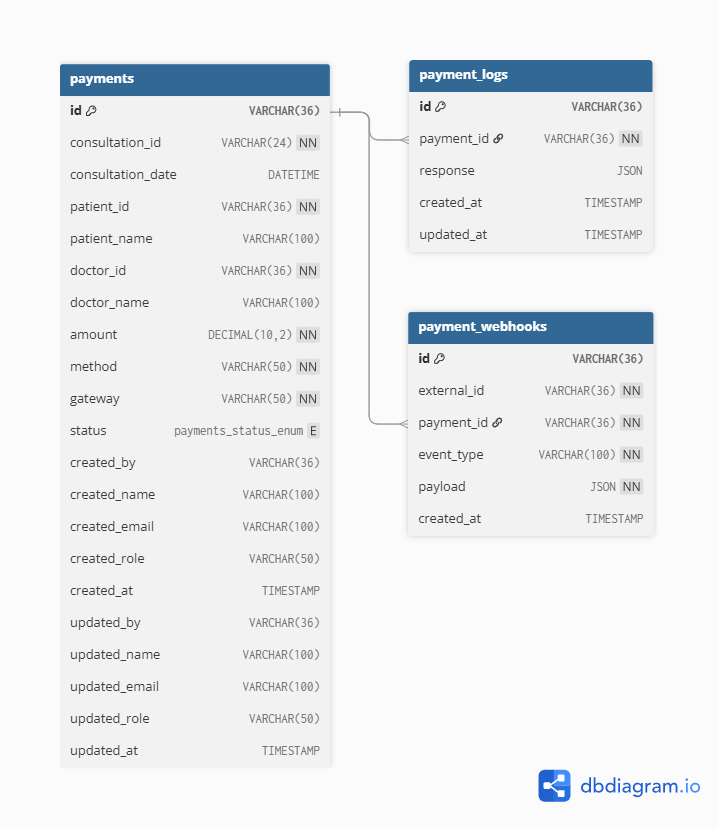 payments
id VARCHAR(36)
consultation_id VARCHAR(24) NN
consultation_date DATETIME
patient_id VARCHAR(36) NN
patient_name VARCHAR(100)
doctor_id VARCHAR(36) NN
doctor_name VARCHAR(100)
amount DECIMAL(10,2) NN
method VARCHAR(50) NN
gateway VARCHAR(50) NN
status payments_status_enum E
created_by VARCHAR(36)
created_name VARCHAR(100)
created_email VARCHAR(100)
created_role VARCHAR(50)
created_at TIMESTAMP
updated_by VARCHAR(36)
updated_name VARCHAR(100)
updated_email VARCHAR(100)
updated_role VARCHAR(50)
updated_at TIMESTAMP
payment_logs
id VARCHAR(36)
payment_id VARCHAR(36) NN
response JSON
created_at TIMESTAMP
updated_at TIMESTAMP
payment_webhooks
id VARCHAR(36)
external_id VARCHAR(36) NN
payment_id VARCHAR(36) NN
event_type VARCHAR(100) NN
payload JSON NN
created_at TIMESTAMP
dbdiagram.io